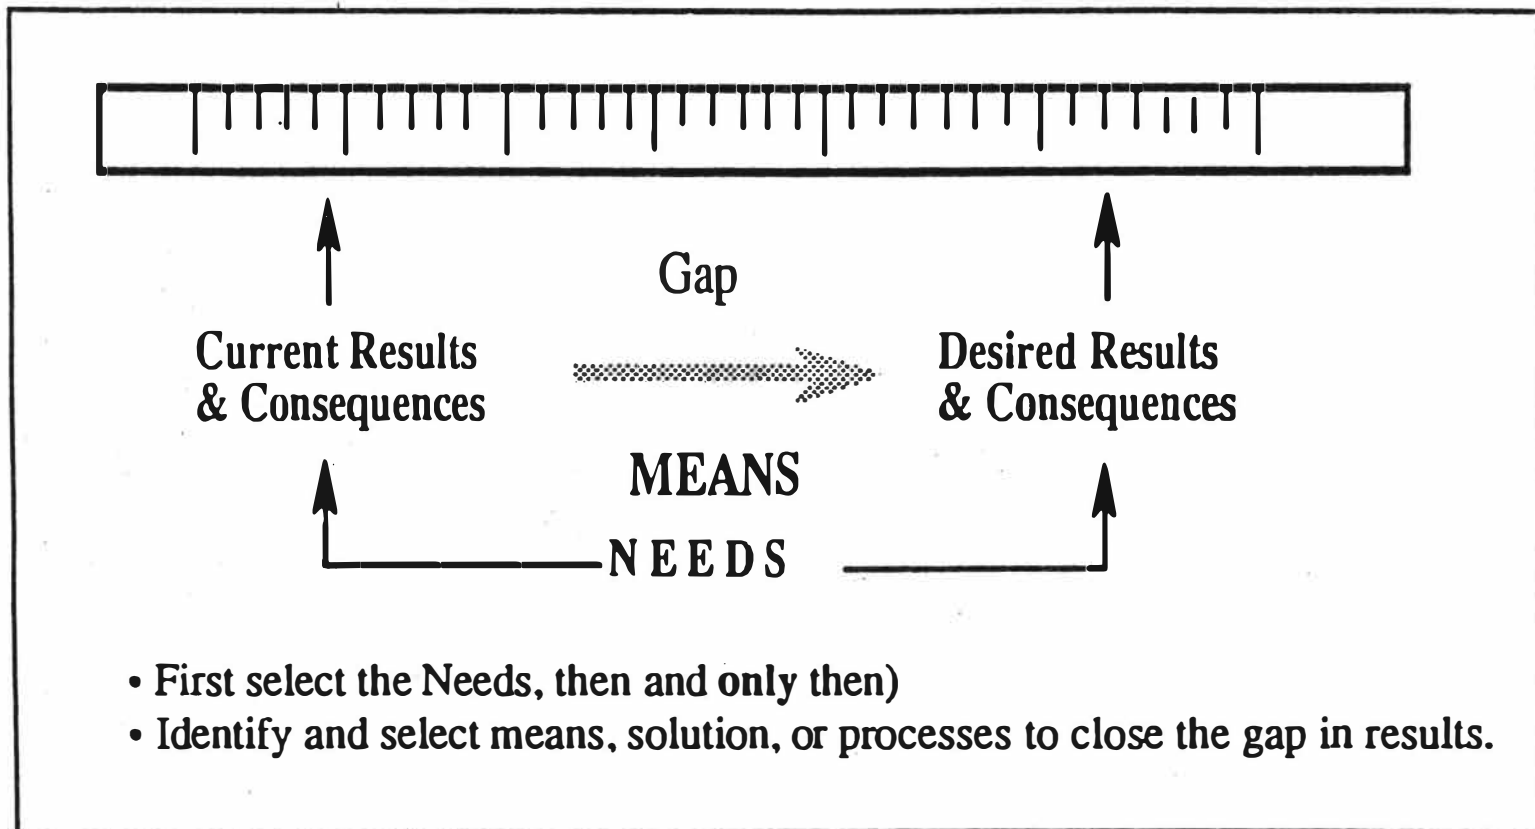 Gap
Current Results
& Consequences
Desired Results
& Consequences
MEANS
NEEDS
• First select the Needs, then and only then)
• Identify and select means, solution, or processes to close the gap in results.